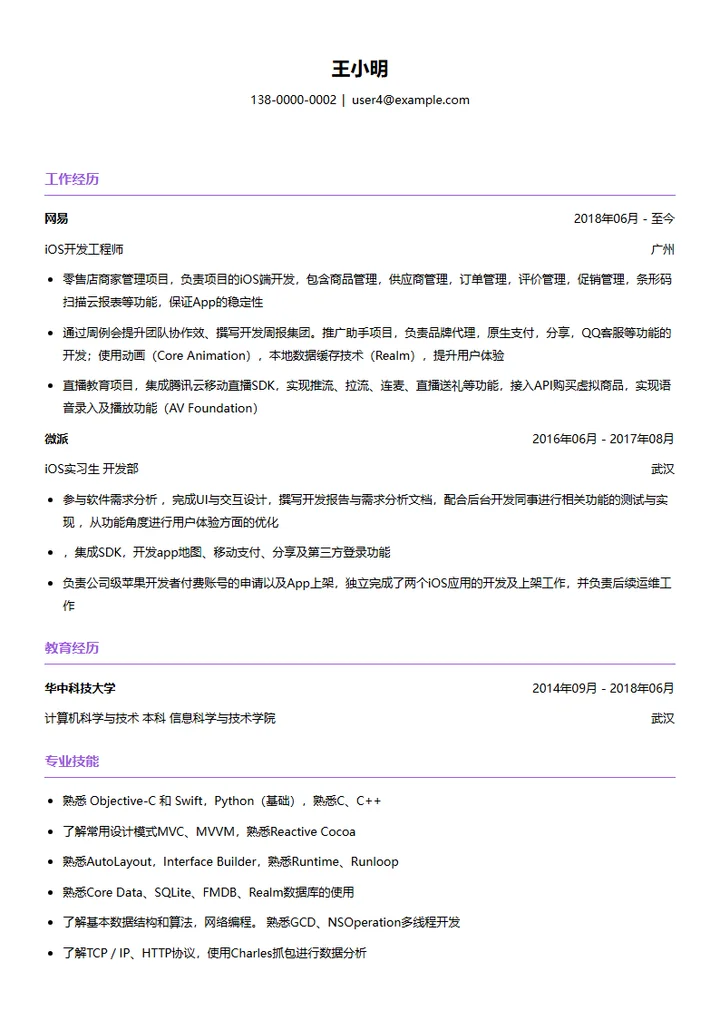 王小明
138-0000-0002 | user4@example.com
工作经历
网易 2018年06月 - 至今
iOS开发工程师 广州
• 零售店商家管理项目，负责项目的iOS端开发，包含商品管理，供应商管理，订单管理，评价管理，促销管理，条形码
扫描云报表等功能，保证App的稳定性
• 通过周例会提升团队协作效、撰写开发周报集团。推广助手项目，负责品牌代理，原生支付，分享，QQ客服等功能的
开发；使用动画（Core Animation），本地数据缓存技术（Realm），提升用户体验
• 直播教育项目，集成腾讯云移动直播SDK，实现推流、拉流、连麦、直播送礼等功能，接入API购买虚拟商品，实现语
音录入及播放功能（AV Foundation）
微派 2016年06月 - 2017年08月
iOS实习生 开发部 武汉
• 参与软件需求分析 ，完成UI与交互设计，撰写开发报告与需求分析文档，配合后台开发同事进行相关功能的测试与实
现 ，从功能角度进行用户体验方面的优化
• ，集成SDK，开发app地图、移动支付、分享及第三方登录功能
• 负责公司级苹果开发者付费账号的申请以及App上架，独立完成了两个iOS应用的开发及上架工作，并负责后续运维工
作
教育经历
华中科技大学 2014年09月 - 2018年06月
计算机科学与技术 本科 信息科学与技术学院 武汉
专业技能
• 熟悉 Objective-C 和 Swift，Python（基础），熟悉C、C++
• 了解常用设计模式MVC、MVVM，熟悉Reactive Cocoa
• 熟悉AutoLayout，Interface Builder，熟悉Runtime、Runloop
• 熟悉Core Data、SQLite、FMDB、Realm数据库的使用
• 了解基本数据结构和算法，网络编程。 熟悉GCD、NSOperation多线程开发
• 了解TCP / IP、HTTP协议，使用Charles抓包进行数据分析